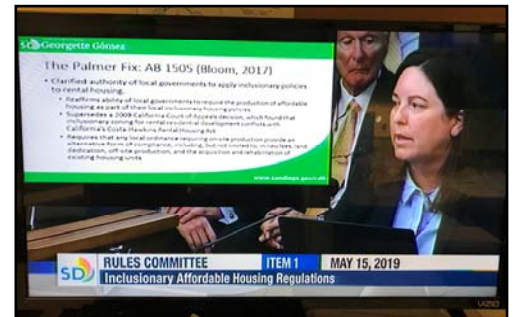 SD Georgette Gómez
The Palmer Fix: AB 1505 (Bloom, 2017)
• Clarified authority of local governments to apply inclusionary policies
to rental housing.
• Reaffirms ability of local governments to require the production of affordable
housing as part of their local inclusionary housing policies
• Supersedes a 2009 California Court of Appeals decision, which found that
inclusionary zoning for rental residential development conflicts with
California's Costa-Hawkins Rental Housing Act
• Requires that any local ordinance requiring on-site production provide an
alternative form of compliance, including, but not limited to, in-lieu fees, land
dedication, off-site production, and the acquisition and rehabilitation of
existing housing units
www.sandiego.gov/cd9
SD
RULES COMMITTEE ITEM 1 MAY 15, 2019
Inclusionary Affordable Housing Regulations
VIZIO